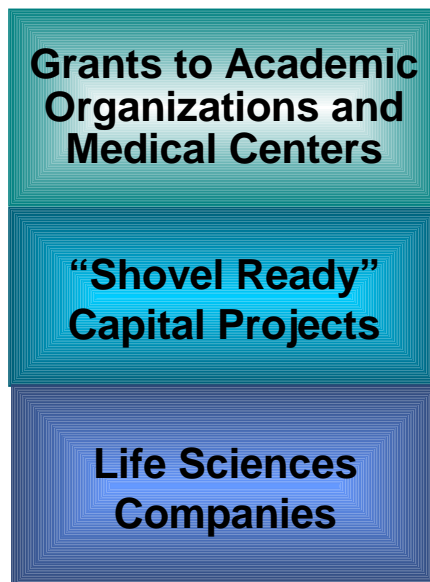 Grants to Academic
Organizations and
Medical Centers
“Shovel Ready”
Capital Projects
Life Sciences
Companies